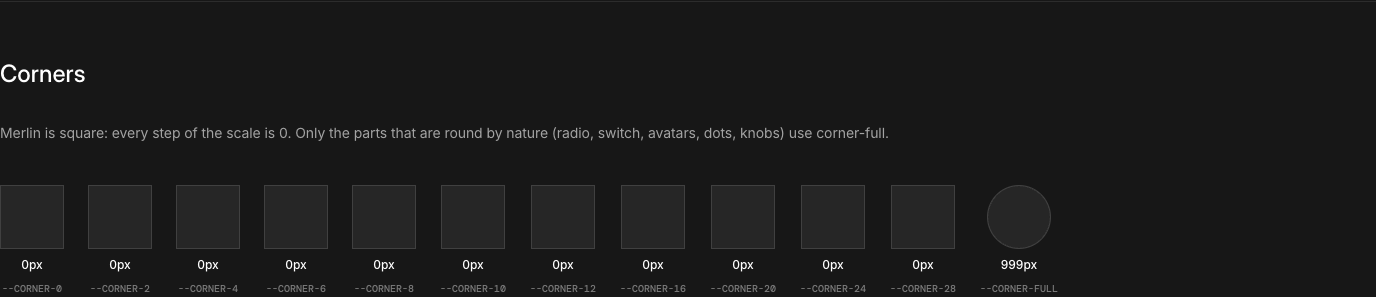 Corners
Merlin is square: every step of the scale is 0. Only the parts that are round by nature (radio, switch, avatars, dots, knobs) use corner-full.
0px 0px 0px 0px 0px 0px 0px 0px 0px 0px 0px 999px
--CORNER-0 --CORNER-2 --CORNER-4 --CORNER-6 --CORNER-8 --CORNER-10 --CORNER-12 --CORNER-16 --CORNER-20 --CORNER-24 --CORNER-28 --CORNER-FULL